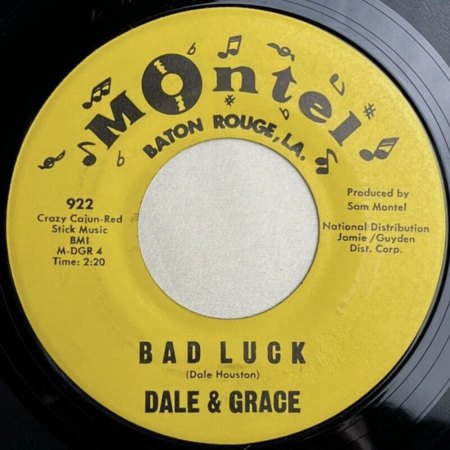 Montel
BATON ROUGE, LA.
922
Crazy Cajun-Red
Stick Music
BMI
M-DGR 4
Time: 2:20
Produced by
Sam Montel
National Distribution
Jamie /Guyden
Dist. Corp.
BAD LUCK
(Dale Houston)
DALE & GRACE